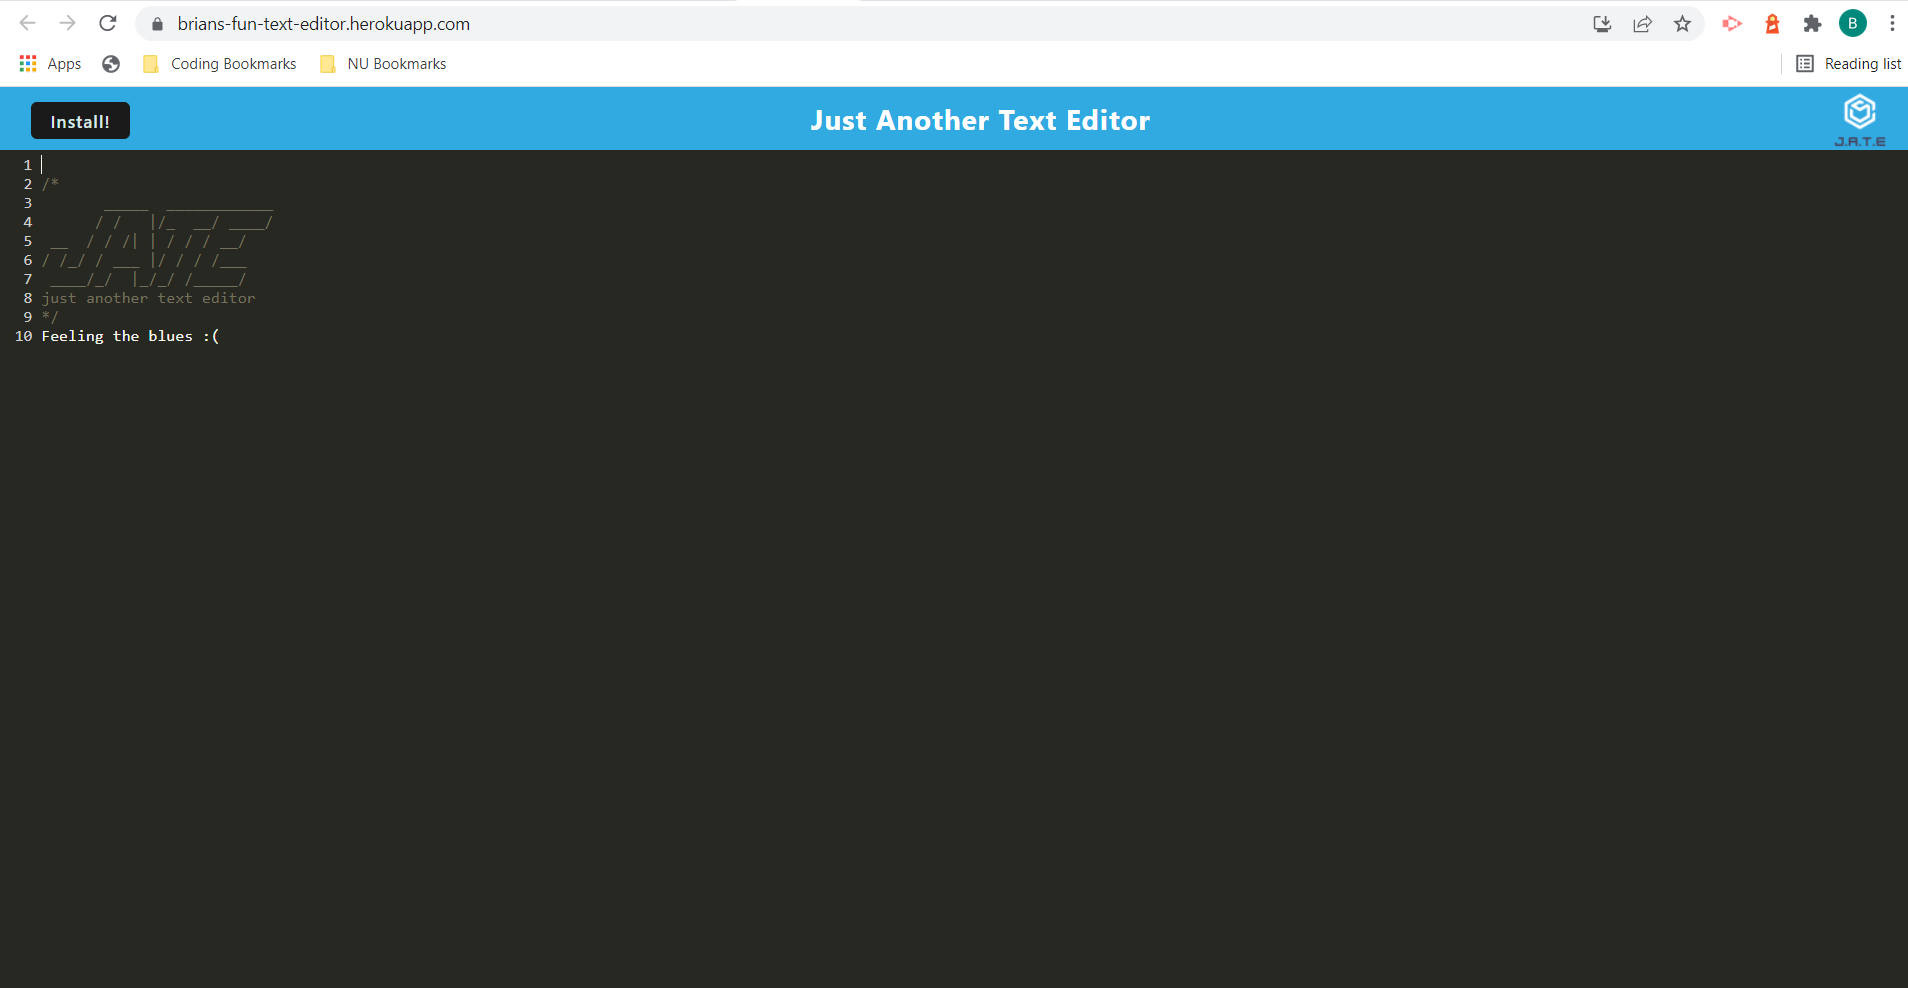 brians-fun-text-editor.herokuapp.com
B
Apps
Coding Bookmarks
NU Bookmarks
Reading list
Install!
Just Another Text Editor
J.A.T.E
1
2 /*
3        _____  ____________
4       / /   |/_  __/ ____/
5  __  / / /| | / / / __/
6 / /_/ / ___ |/ / / /___
7  ____/_/  |_/_/ /_____/
8 just another text editor
9 */
10 Feeling the blues :(